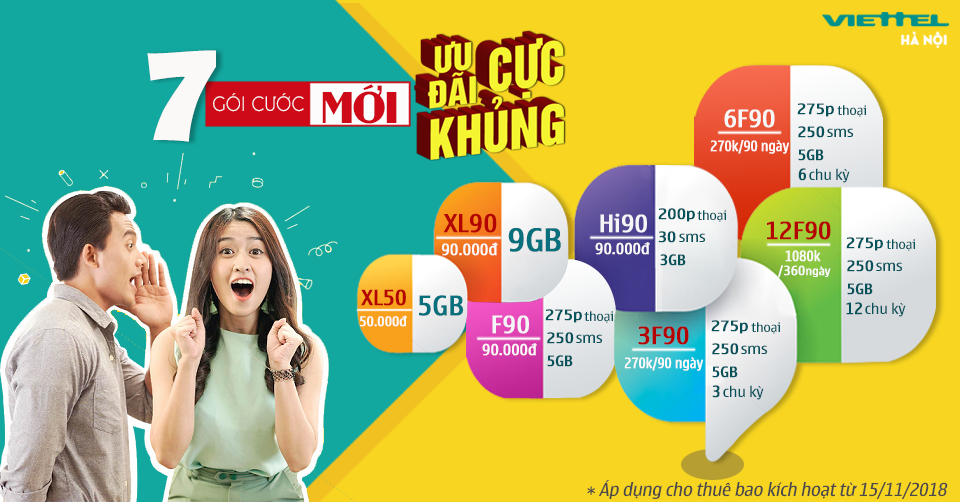 VIETTEL
HÀ NỘI
7
GÓI CƯỚC MỚI
ƯU
ĐÃI CỰC
KHỦNG
6F90
270k/90 ngày
275p thoại
250 sms
5GB
6 chu kỳ
XL90
90.000đ
9GB
Hi90
90.000đ
200p thoại
30 sms
3GB
12F90
1080k
/360ngày
275p thoại
250 sms
5GB
12 chu kỳ
XL50
50.000đ
5GB
F90
90.000đ
275p thoại
250 sms
5GB
3F90
270k/90 ngày
275p thoại
250 sms
5GB
3 chu kỳ
* Áp dụng cho thuê bao kích hoạt từ 15/11/2018